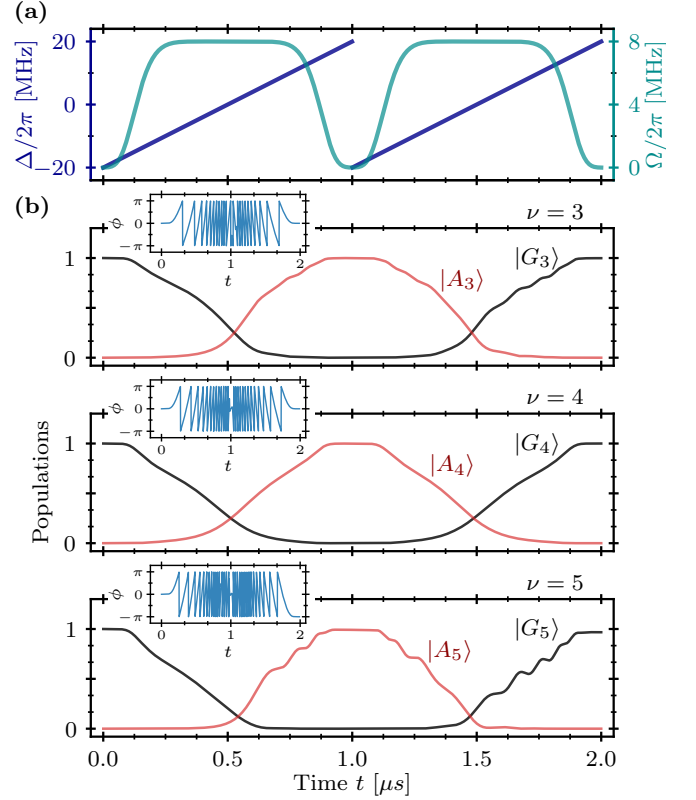 (a)
20
0
−20
Δ/2π [MHz]
8
4
0
Ω/2π [MHz]
(b)
π
0
−π
ϕ
0 1 2
t
ν = 3
|G3⟩
|A3⟩
1
0
π
0
−π
ϕ
0 1 2
t
ν = 4
|G4⟩
|A4⟩
1
0
Populations
π
0
−π
ϕ
0 1 2
t
ν = 5
|G5⟩
|A5⟩
1
0
0.0 0.5 1.0 1.5 2.0
Time t [μs]